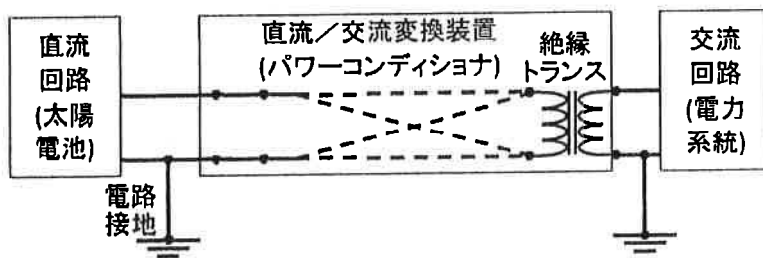 直流
回路
(太陽
電池)
直流／交流変換装置
(パワーコンディショナ)
絶縁
トランス
交流
回路
(電力
系統)
電路
接地